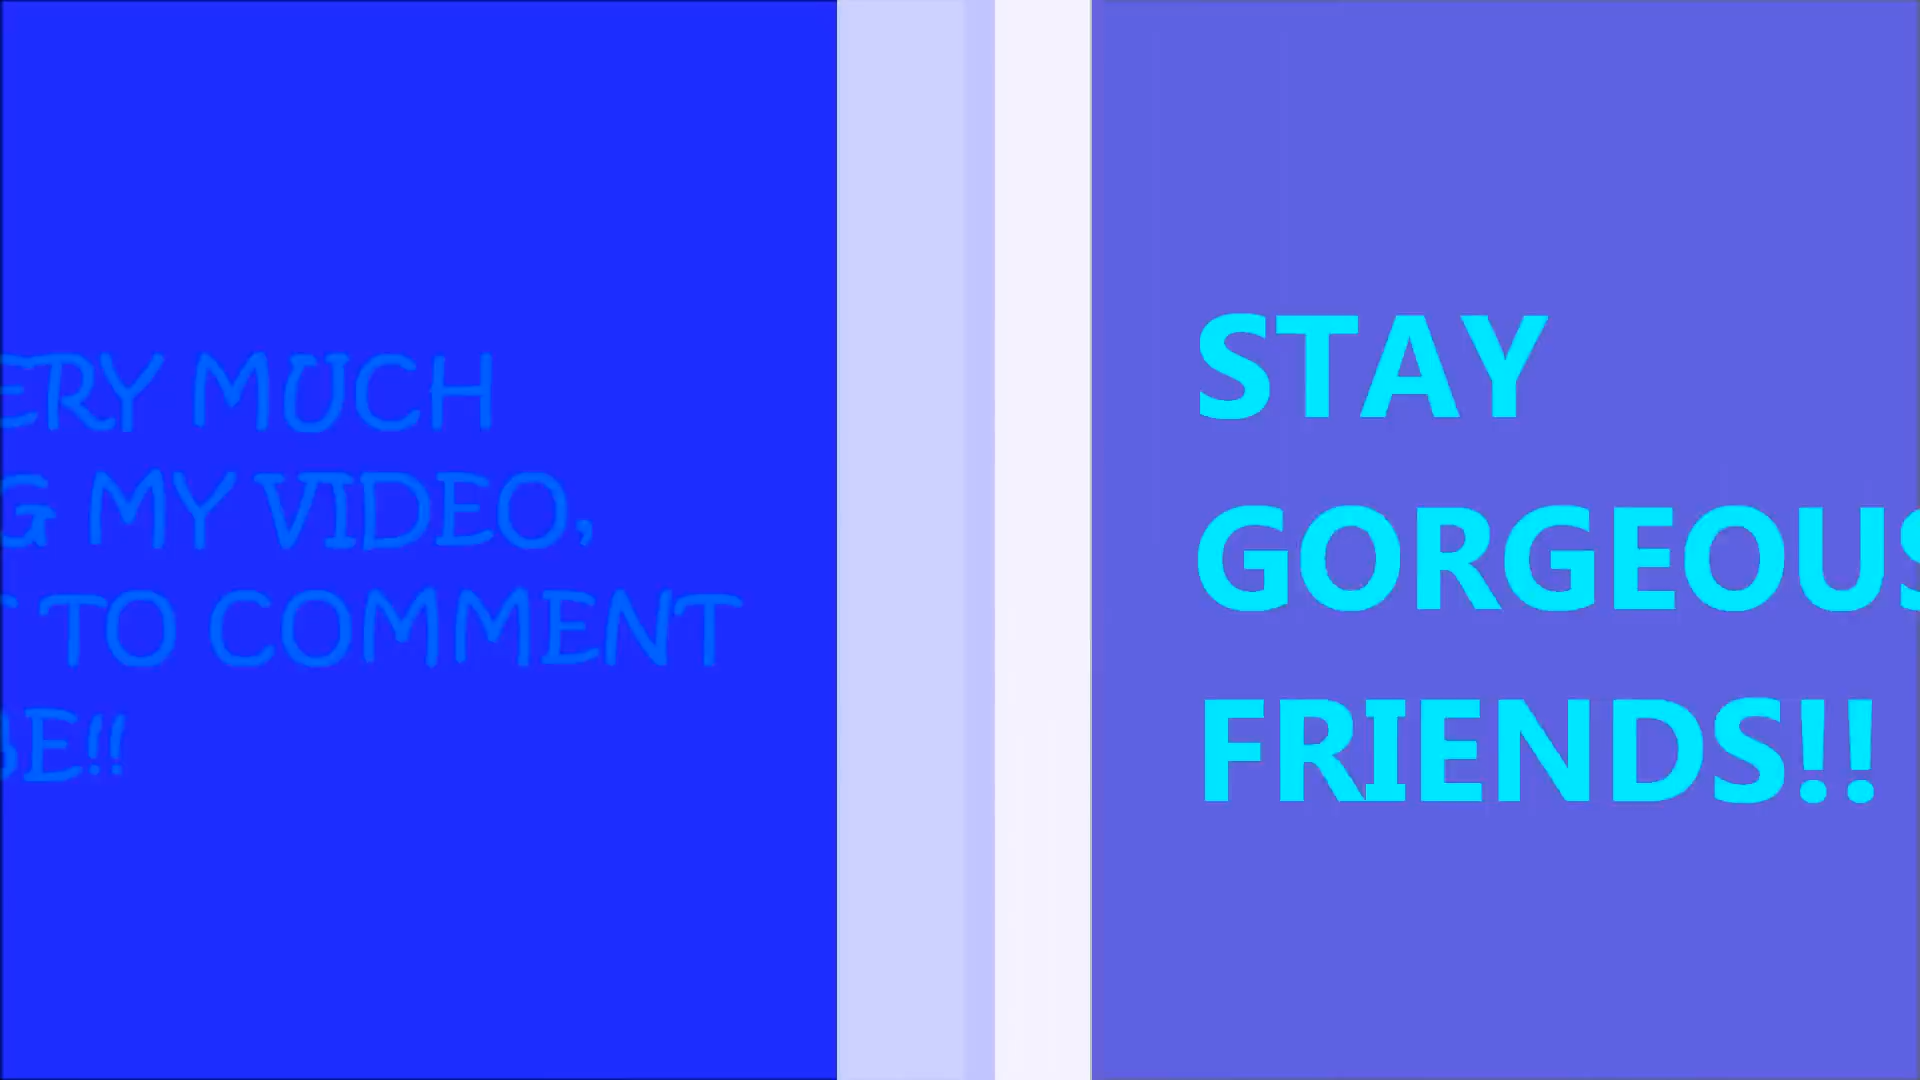 ERY MUCH
G MY VIDEO,
TO COMMENT
BE!!
STAY
GORGEOUS
FRIENDS!!